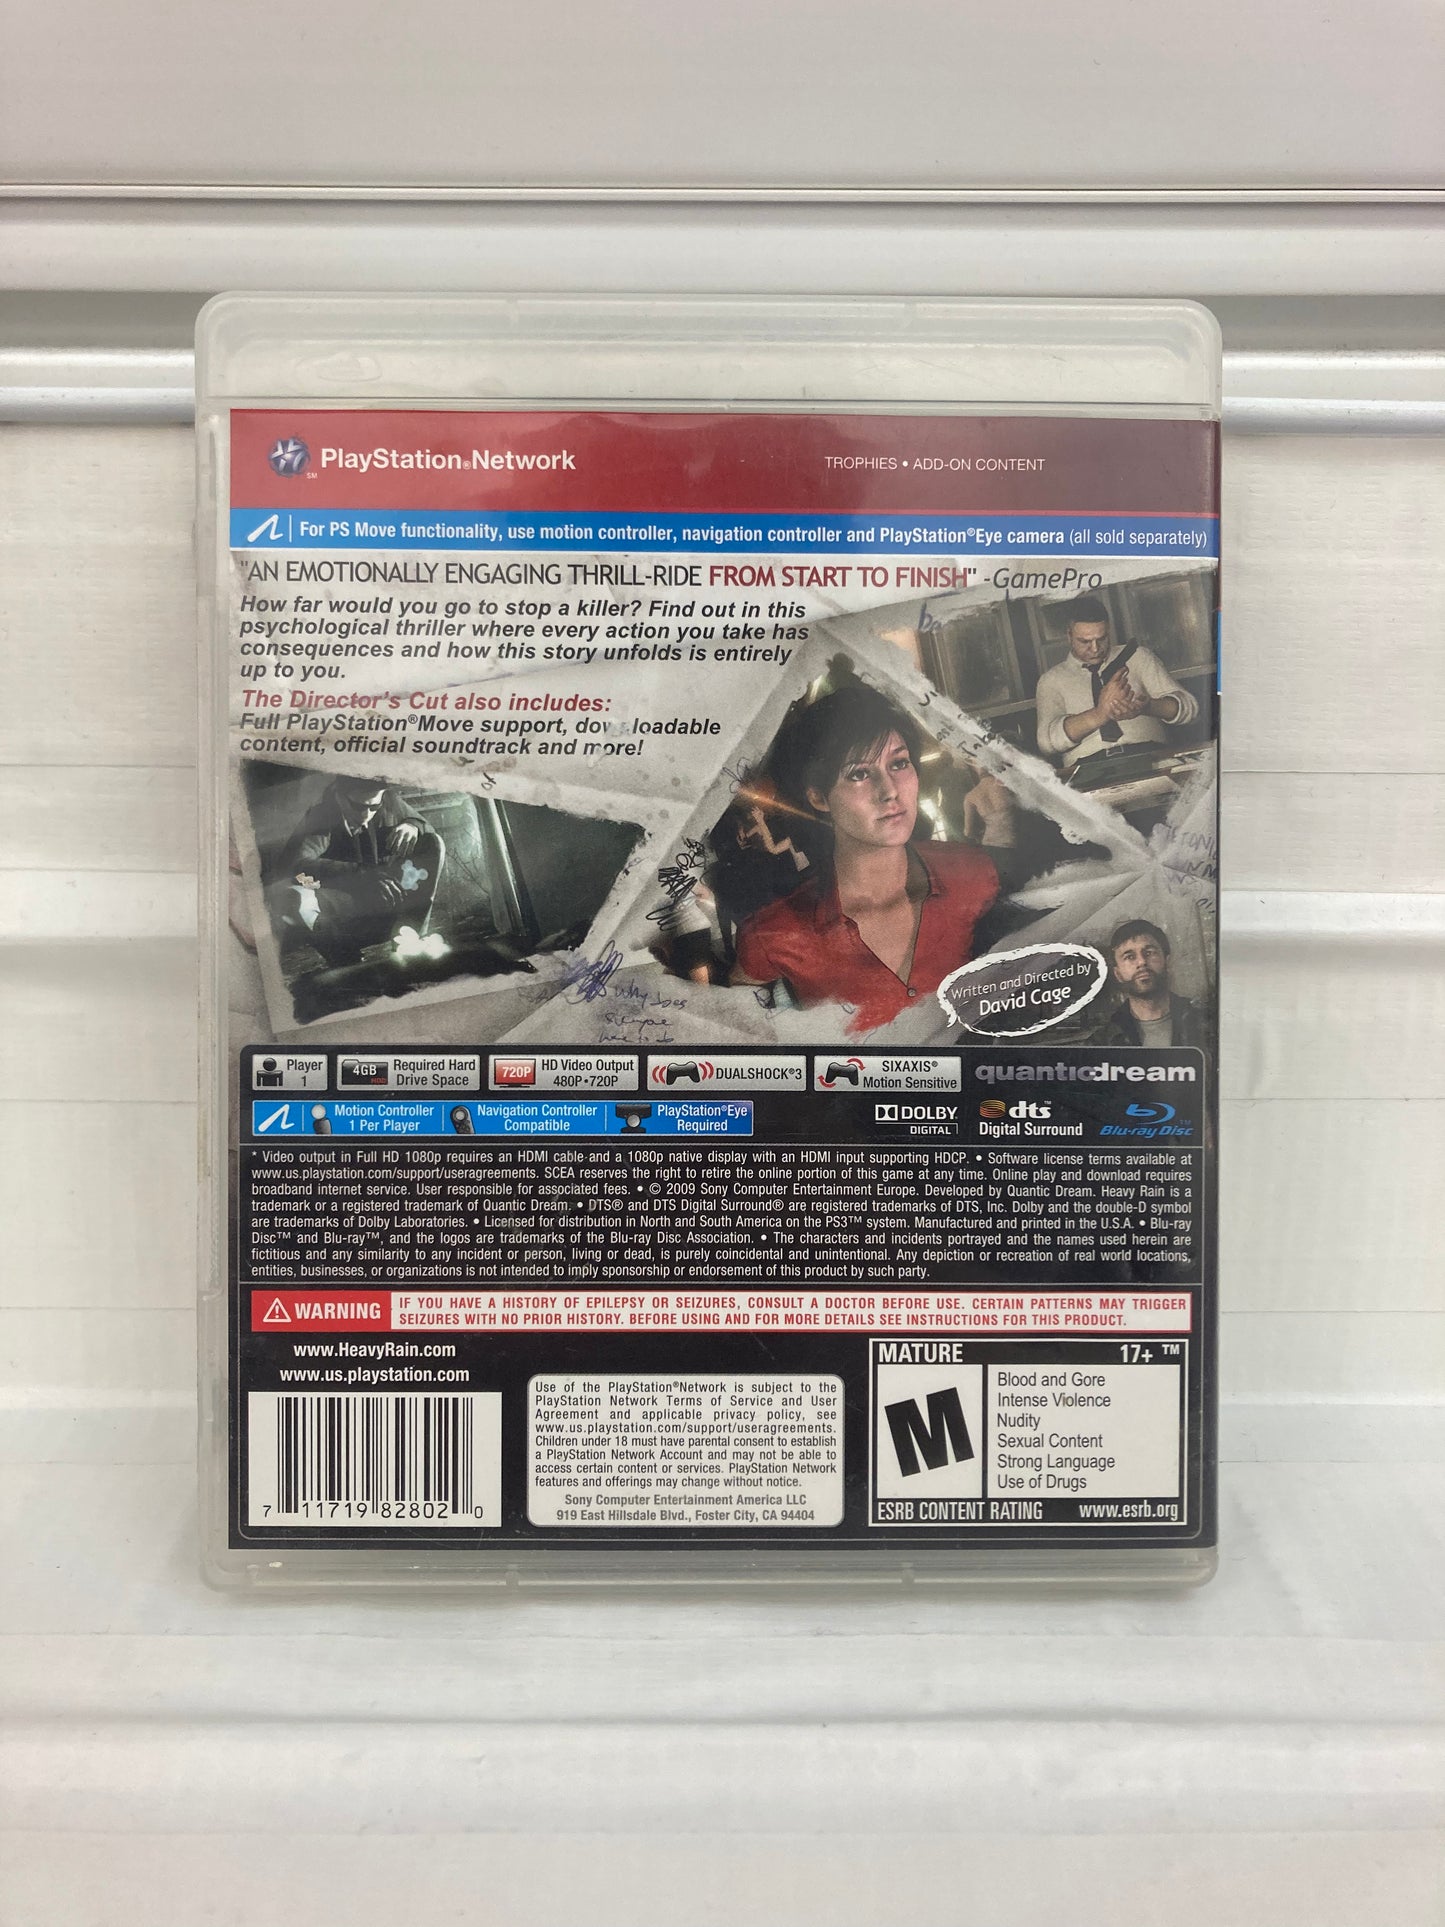 PlayStation®Network
SM
TROPHIES • ADD-ON CONTENT
For PS Move functionality, use motion controller, navigation controller and PlayStation®Eye camera (all sold separately)
"AN EMOTIONALLY ENGAGING THRILL-RIDE FROM START TO FINISH" -GamePro
How far would you go to stop a killer? Find out in this
psychological thriller where every action you take has
consequences and how this story unfolds is entirely
up to you.
The Director's Cut also includes:
Full PlayStation®Move support, downloadable
content, official soundtrack and more!
Written and Directed by
David Cage
why does
Player
1
4GB
HDD
Required Hard
Drive Space
720P
HD Video Output
480P•720P
DUALSHOCK®3
SIXAXIS®
Motion Sensitive
quanticdream
Motion Controller
1 Per Player
Navigation Controller
Compatible
PlayStation®Eye
Required
DOLBY
DIGITAL
dts™
Digital Surround
Blu-ray Disc™
* Video output in Full HD 1080p requires an HDMI cable and a 1080p native display with an HDMI input supporting HDCP. • Software license terms available at
www.us.playstation.com/support/useragreements. SCEA reserves the right to retire the online portion of this game at any time. Online play and download requires
broadband internet service. User responsible for associated fees. • © 2009 Sony Computer Entertainment Europe. Developed by Quantic Dream. Heavy Rain is a
trademark or a registered trademark of Quantic Dream. • DTS® and DTS Digital Surround® are registered trademarks of DTS, Inc. Dolby and the double-D symbol
are trademarks of Dolby Laboratories. • Licensed for distribution in North and South America on the PS3™ system. Manufactured and printed in the U.S.A. • Blu-ray
Disc™ and Blu-ray™, and the logos are trademarks of the Blu-ray Disc Association. • The characters and incidents portrayed and the names used herein are
fictitious and any similarity to any incident or person, living or dead, is purely coincidental and unintentional. Any depiction or recreation of real world locations,
entities, businesses, or organizations is not intended to imply sponsorship or endorsement of this product by such party.
WARNING
IF YOU HAVE A HISTORY OF EPILEPSY OR SEIZURES, CONSULT A DOCTOR BEFORE USE. CERTAIN PATTERNS MAY TRIGGER
SEIZURES WITH NO PRIOR HISTORY. BEFORE USING AND FOR MORE DETAILS SEE INSTRUCTIONS FOR THIS PRODUCT.
www.HeavyRain.com
www.us.playstation.com
7 11719 82802 0
Use of the PlayStation®Network is subject to the
PlayStation Network Terms of Service and User
Agreement and applicable privacy policy, see
www.us.playstation.com/support/useragreements.
Children under 18 must have parental consent to establish
a PlayStation Network Account and may not be able to
access certain content or services. PlayStation Network
features and offerings may change without notice.
Sony Computer Entertainment America LLC
919 East Hillsdale Blvd., Foster City, CA 94404
MATURE 17+ ™
M
Blood and Gore
Intense Violence
Nudity
Sexual Content
Strong Language
Use of Drugs
ESRB CONTENT RATING www.esrb.org